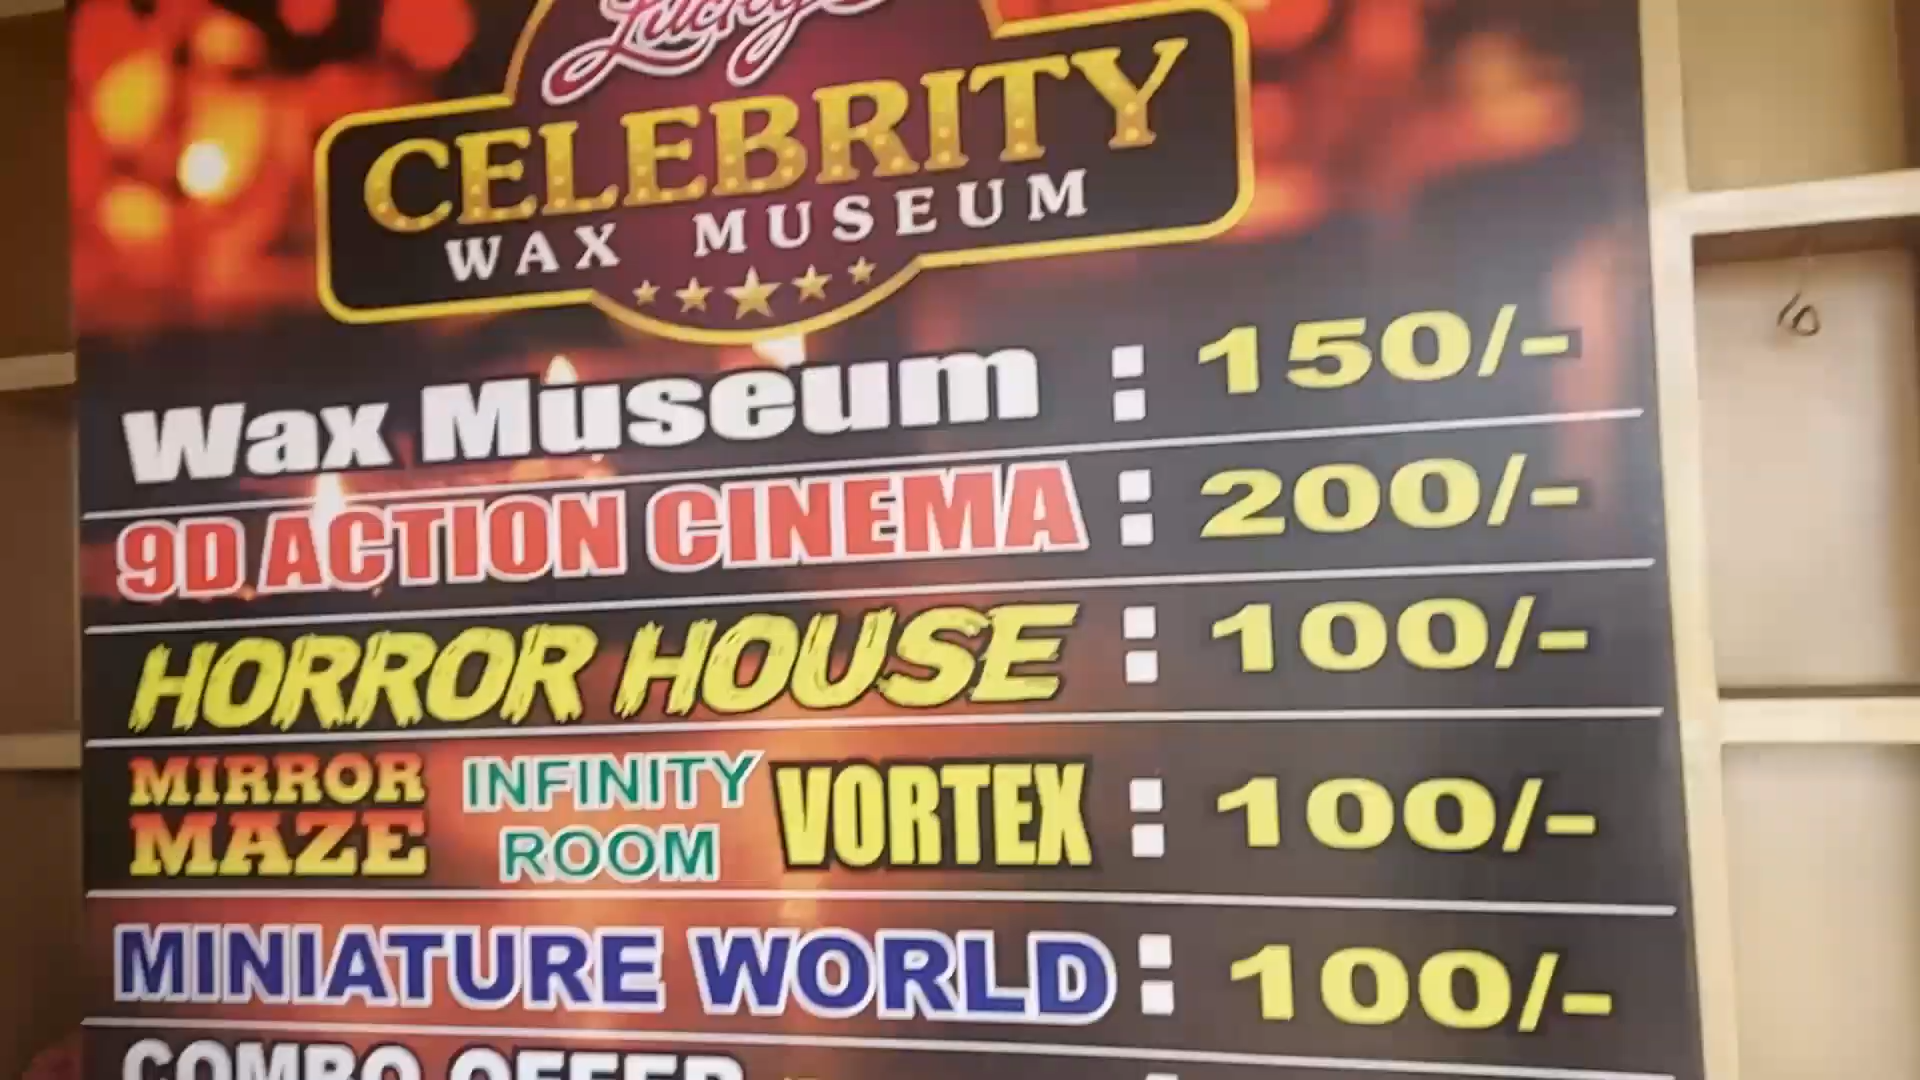 Lucky's
CELEBRITY
WAX MUSEUM
Wax Museum : 150/-
9D ACTION CINEMA : 200/-
HORROR HOUSE : 100/-
MIRROR MAZE INFINITY ROOM VORTEX : 100/-
MINIATURE WORLD : 100/-
COMBO OFFER